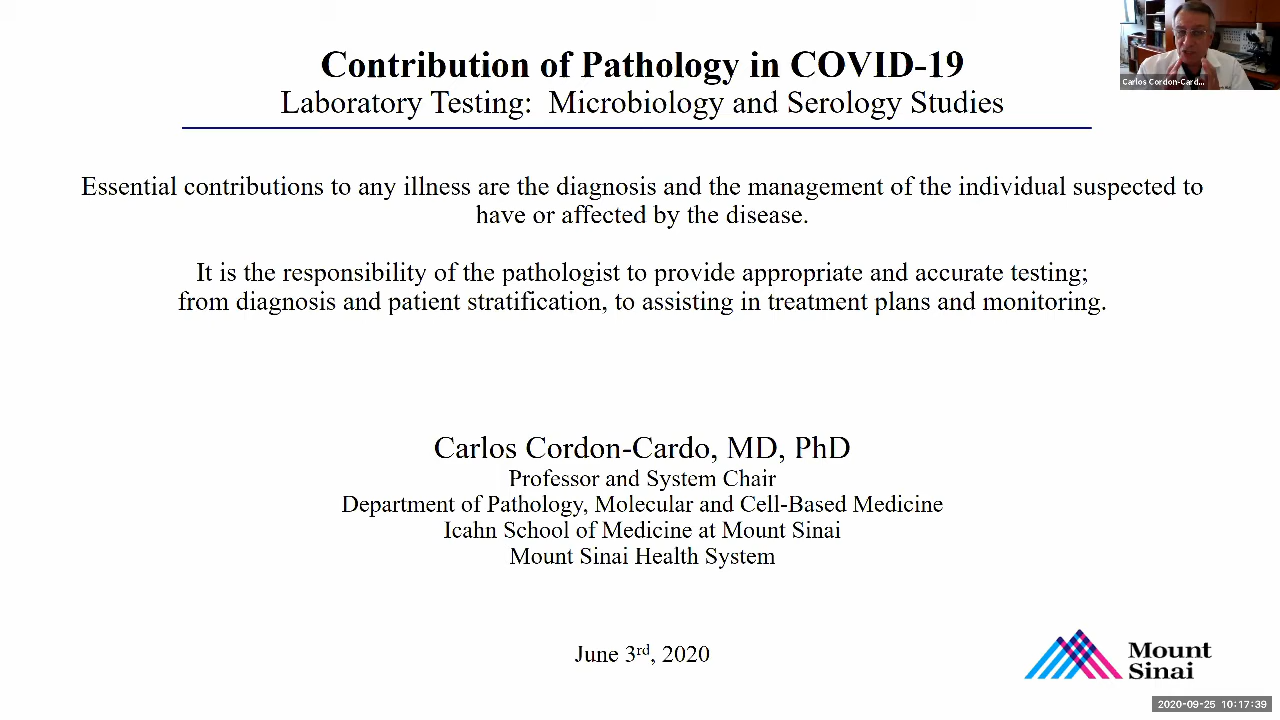 Contribution of Pathology in COVID-19
Laboratory Testing: Microbiology and Serology Studies
Carlos Cordon-Card...
Essential contributions to any illness are the diagnosis and the management of the individual suspected to
have or affected by the disease.
It is the responsibility of the pathologist to provide appropriate and accurate testing;
from diagnosis and patient stratification, to assisting in treatment plans and monitoring.
Carlos Cordon-Cardo, MD, PhD
Professor and System Chair
Department of Pathology, Molecular and Cell-Based Medicine
Icahn School of Medicine at Mount Sinai
Mount Sinai Health System
June 3rd, 2020
Mount
Sinai
2020-09-25 10:17:39